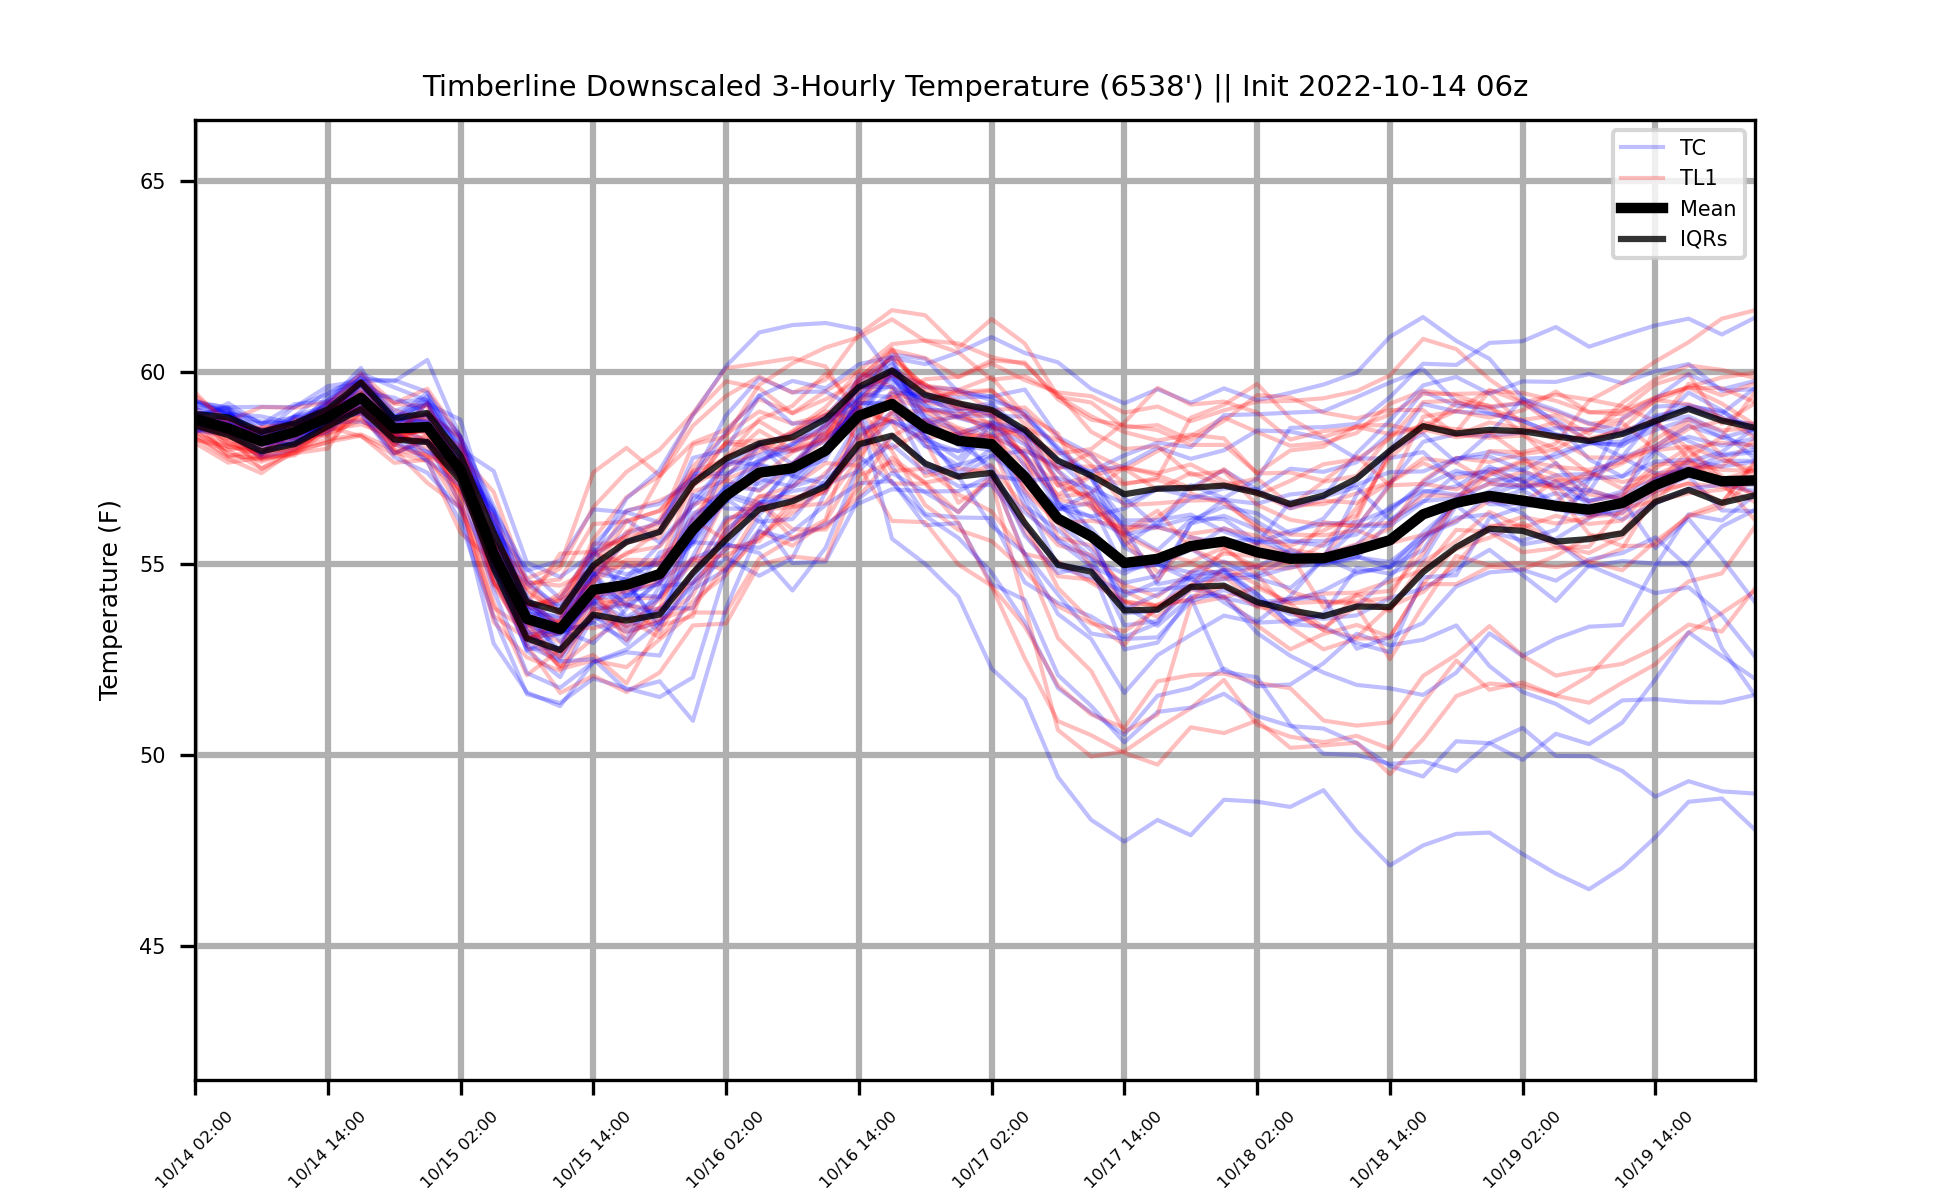 Timberline Downscaled 3-Hourly Temperature (6538') || Init 2022-10-14 06z
TC
TL1
Mean
IQRs
Temperature (F)
65
60
55
50
45
10/14 02:00
10/14 14:00
10/15 02:00
10/15 14:00
10/16 02:00
10/16 14:00
10/17 02:00
10/17 14:00
10/18 02:00
10/18 14:00
10/19 02:00
10/19 14:00